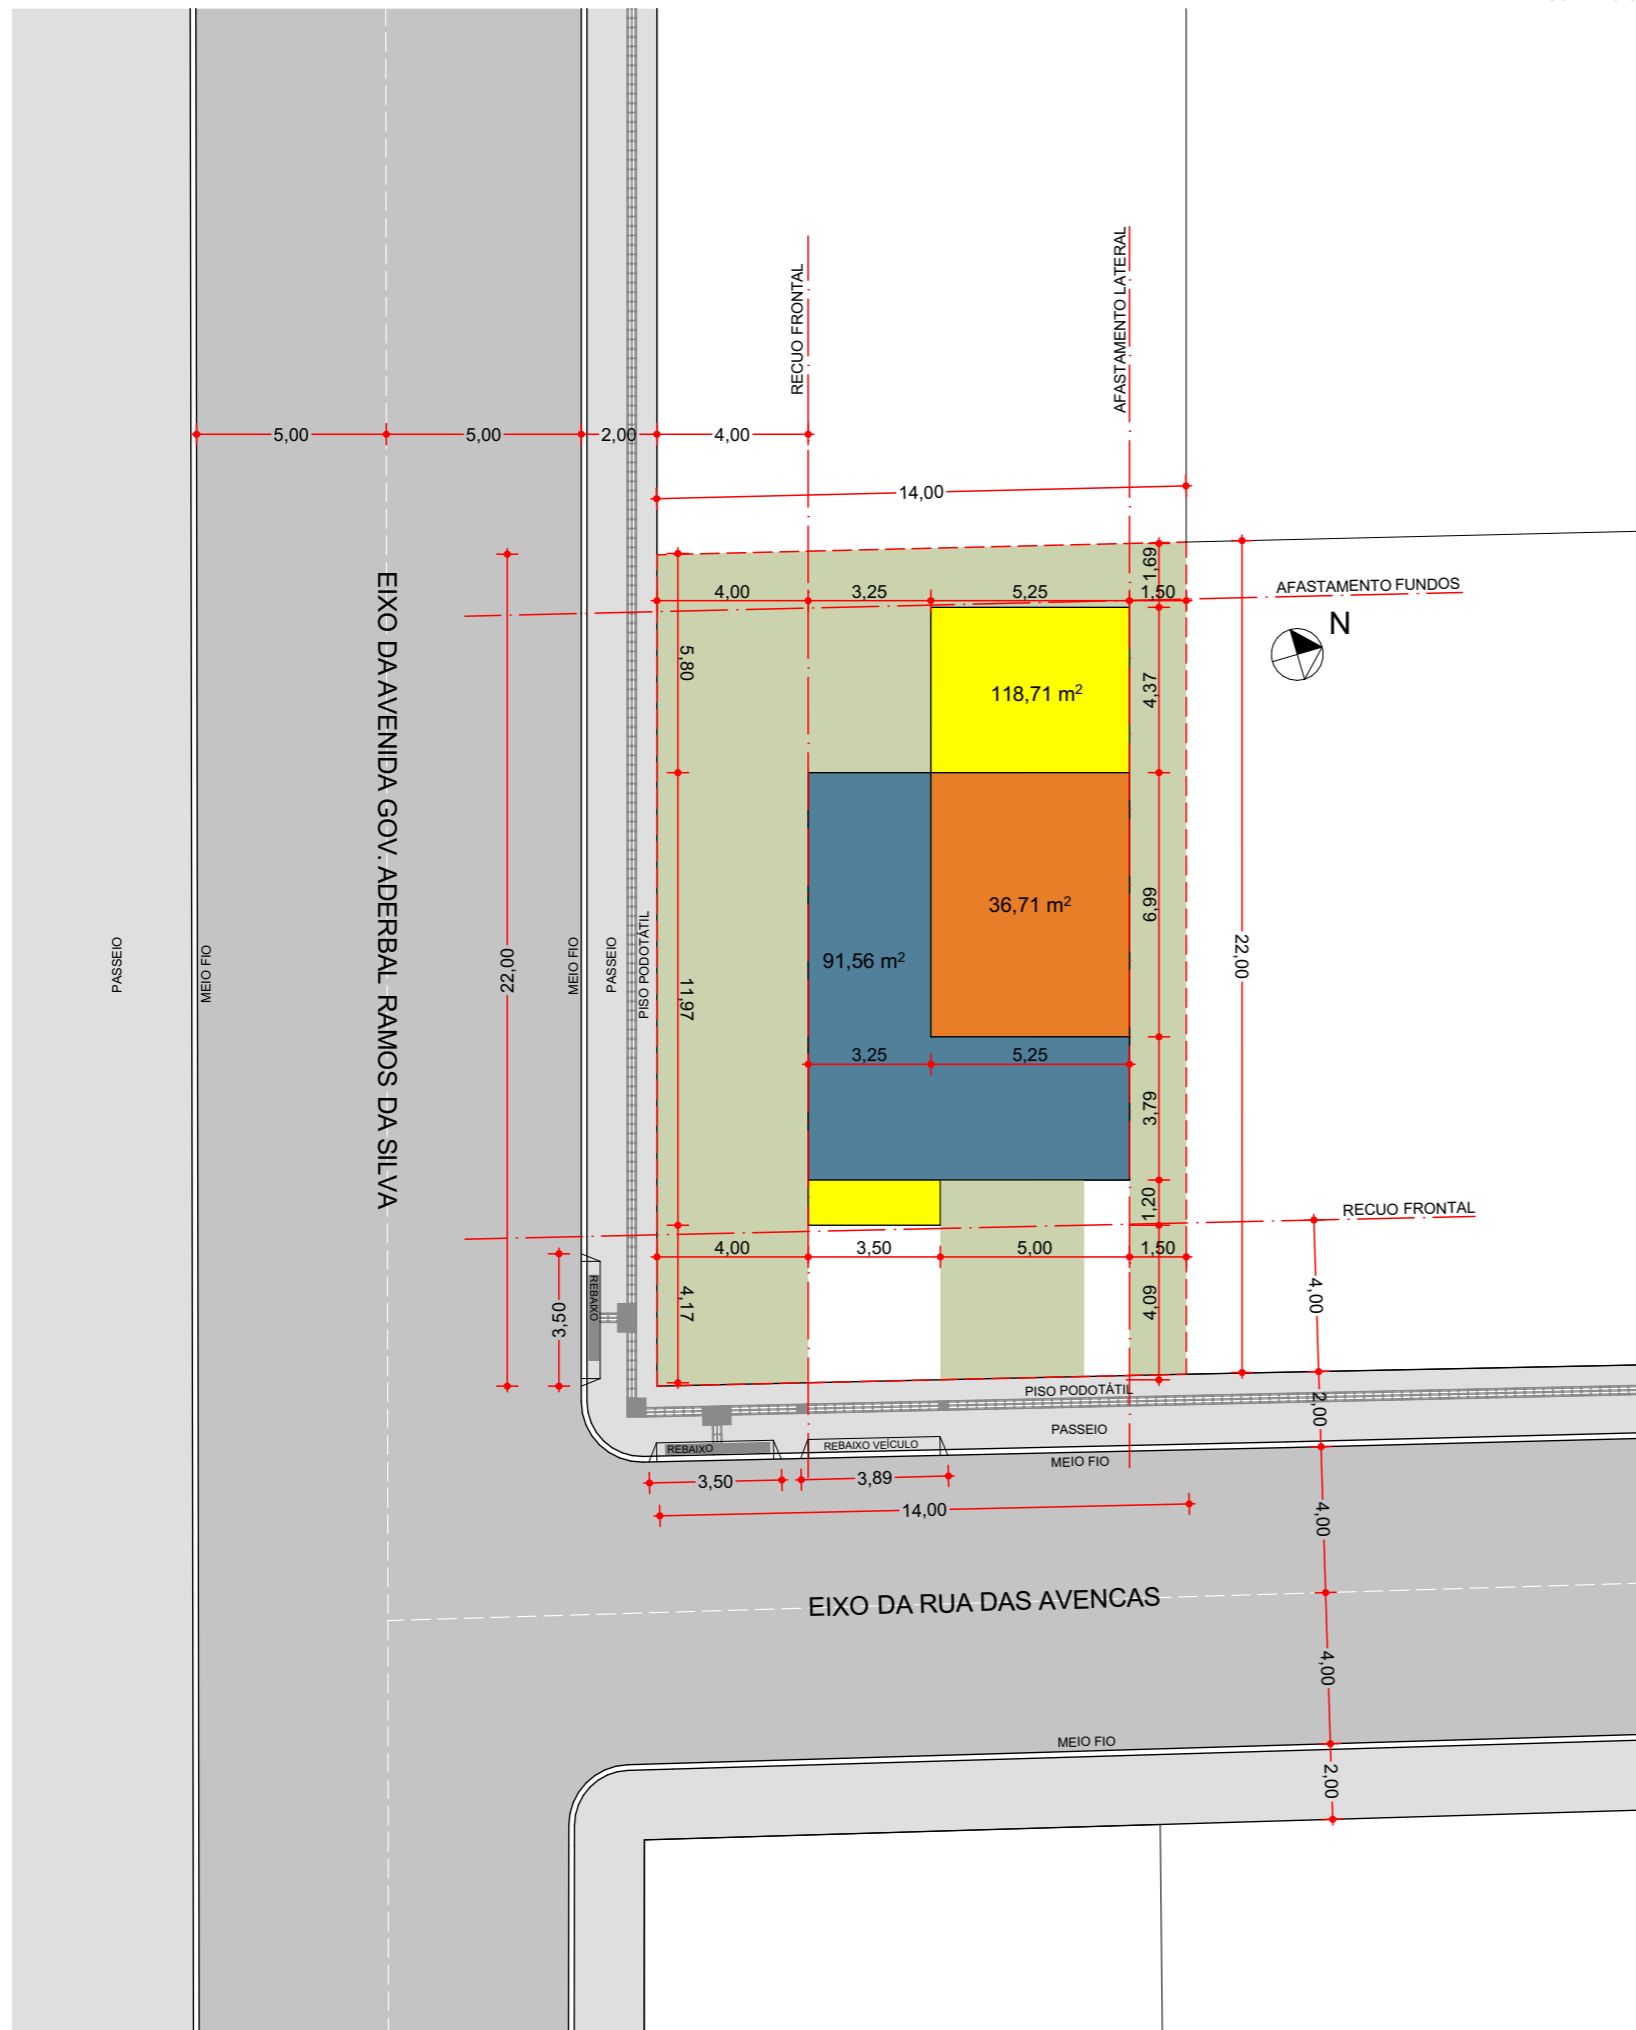 RECUO FRONTAL
AFASTAMENTO LATERAL
5,00
5,00
2,00
4,00
14,00
1,69
4,00
3,25
5,25
1,50
AFASTAMENTO FUNDOS
N
EIXO DA AVENIDA GOV. ADERBAL RAMOS DA SILVA
5,80
118,71 m²
4,37
36,71 m²
6,99
91,56 m²
PASSEIO
MEIO FIO
22,00
MEIO FIO
PASSEIO
PISO PODOTÁTIL
11,97
22,00
3,25
5,25
3,79
1,20
RECUO FRONTAL
4,00
3,50
5,00
1,50
REBAIXO
3,50
4,17
4,09
4,00
PISO PODOTÁTIL
2,00
PASSEIO
REBAIXO
REBAIXO VEÍCULO
MEIO FIO
3,50
3,89
14,00
4,00
EIXO DA RUA DAS AVENCAS
4,00
MEIO FIO
2,00